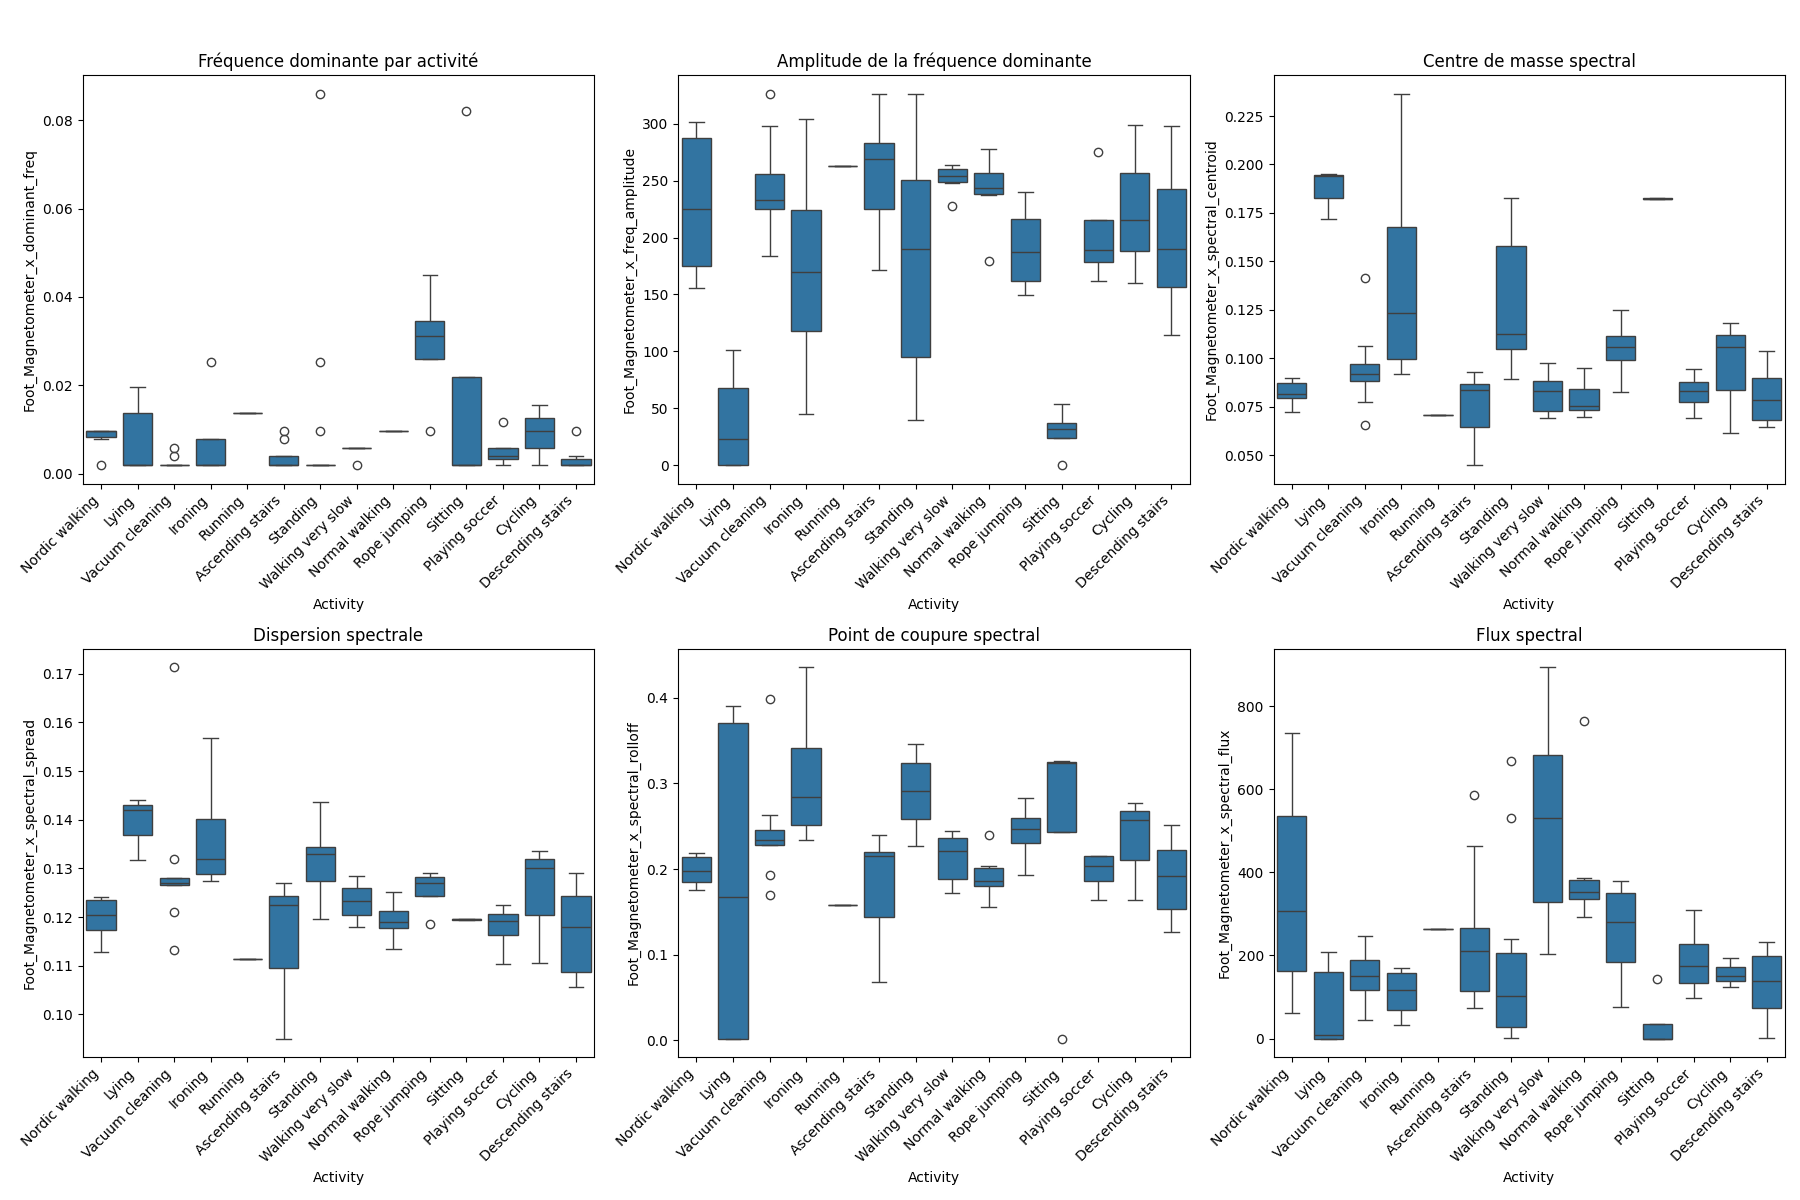 Fréquence dominante par activité
Foot_Magnetometer_x_dominant_freq
0.08
0.06
0.04
0.02
0.00
Nordic walking
Lying
Vacuum cleaning
Ironing
Running
Ascending stairs
Standing
Walking very slow
Normal walking
Rope jumping
Sitting
Playing soccer
Cycling
Descending stairs
Activity
Amplitude de la fréquence dominante
Foot_Magnetometer_x_freq_amplitude
300
250
200
150
100
50
0
Nordic walking
Lying
Vacuum cleaning
Ironing
Running
Ascending stairs
Standing
Walking very slow
Normal walking
Rope jumping
Sitting
Playing soccer
Cycling
Descending stairs
Activity
Centre de masse spectral
Foot_Magnetometer_x_spectral_centroid
0.225
0.200
0.175
0.150
0.125
0.100
0.075
0.050
Nordic walking
Lying
Vacuum cleaning
Ironing
Running
Ascending stairs
Standing
Walking very slow
Normal walking
Rope jumping
Sitting
Playing soccer
Cycling
Descending stairs
Activity
Dispersion spectrale
Foot_Magnetometer_x_spectral_spread
0.17
0.16
0.15
0.14
0.13
0.12
0.11
0.10
Nordic walking
Lying
Vacuum cleaning
Ironing
Running
Ascending stairs
Standing
Walking very slow
Normal walking
Rope jumping
Sitting
Playing soccer
Cycling
Descending stairs
Activity
Point de coupure spectral
Foot_Magnetometer_x_spectral_rolloff
0.4
0.3
0.2
0.1
0.0
Nordic walking
Lying
Vacuum cleaning
Ironing
Running
Ascending stairs
Standing
Walking very slow
Normal walking
Rope jumping
Sitting
Playing soccer
Cycling
Descending stairs
Activity
Flux spectral
Foot_Magnetometer_x_spectral_flux
800
600
400
200
0
Nordic walking
Lying
Vacuum cleaning
Ironing
Running
Ascending stairs
Standing
Walking very slow
Normal walking
Rope jumping
Sitting
Playing soccer
Cycling
Descending stairs
Activity